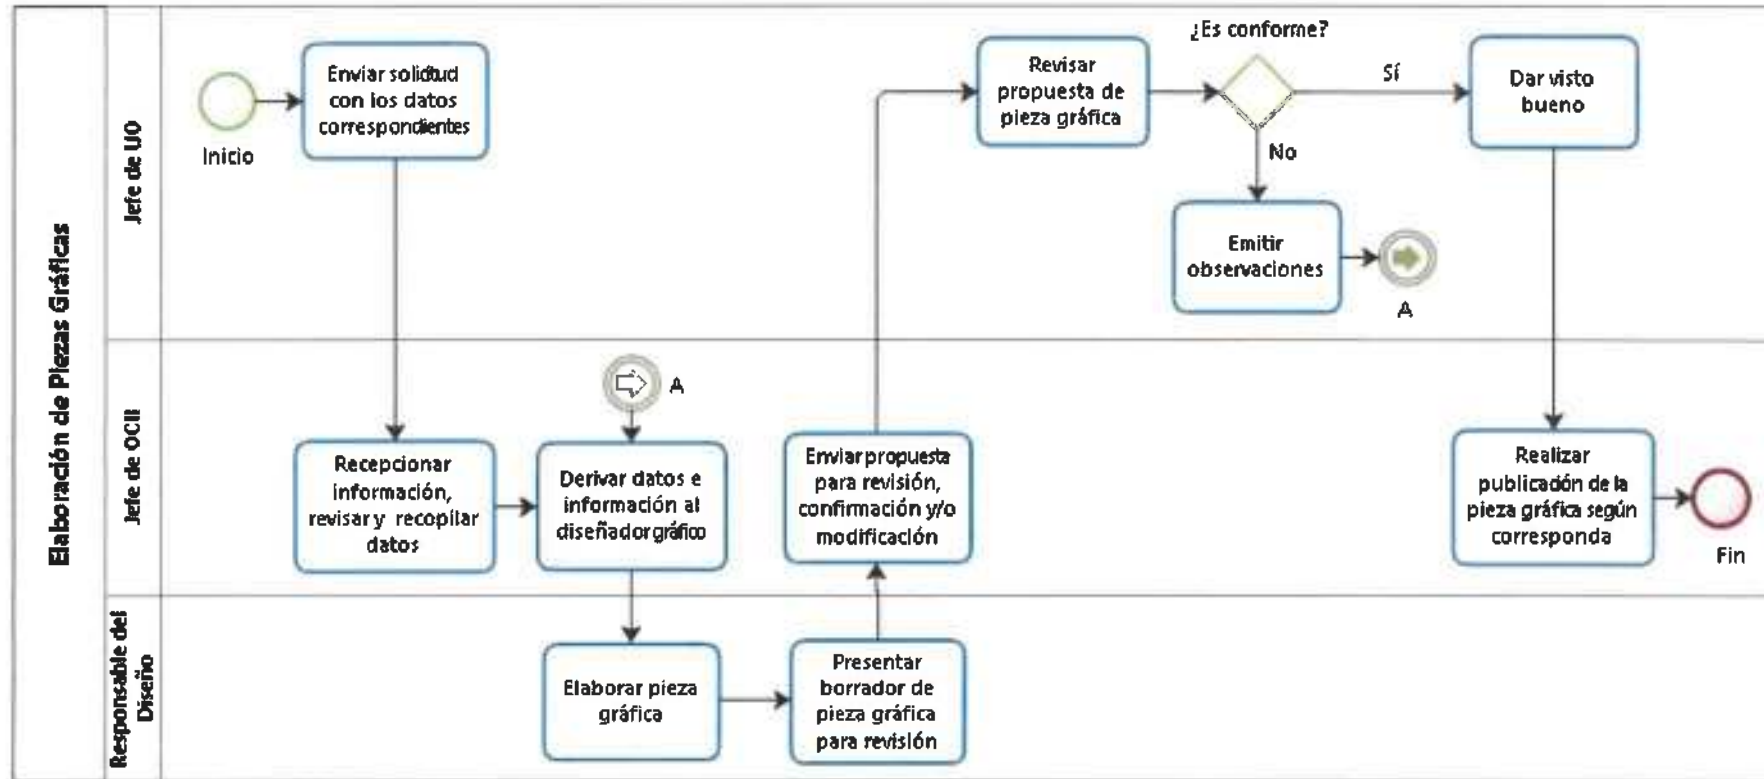 Elaboración de Piezas Gráficas
Jefe de UO
Inicio
Enviar solicitud
con los datos
correspondientes
Revisar
propuesta de
pieza gráfica
¿Es conforme?
Sí
No
Dar visto
bueno
Emitir
observaciones
A
Jefe de OCII
Recepcionar
información,
revisar y recopilar
datos
A
Derivar datos e
información al
diseñador gráfico
Enviar propuesta
para revisión,
confirmación y/o
modificación
Realizar
publicación de la
pieza gráfica según
corresponda
Fin
Responsable del
Diseño
Elaborar pieza
gráfica
Presentar
borrador de
pieza gráfica
para revisión